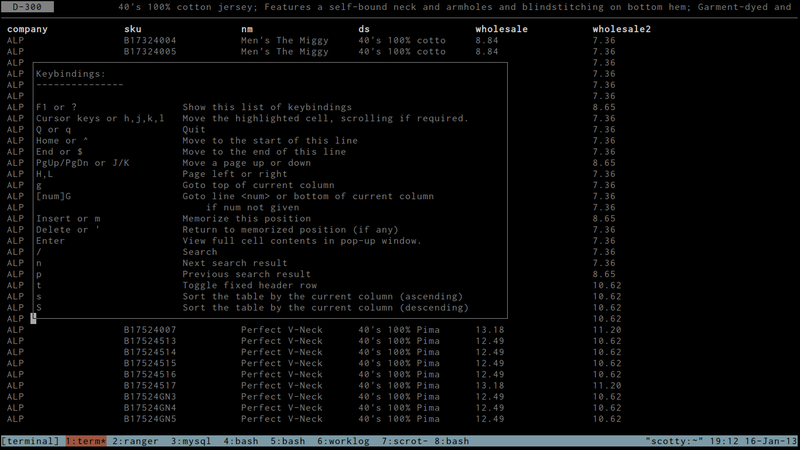 D-300 40's 100% cotton jersey; Features a self-bound neck and armholes and blindstitching on bottom hem; Garment-dyed and
company sku nm ds wholesale wholesale2
ALP B17324004 Men's The Miggy 40's 100% cotto 8.84 7.36
ALP B17324005 Men's The Miggy 40's 100% cotto 8.84 7.36
ALP 7.36
ALP Keybindings: 7.36
ALP --------------- 7.36
ALP 7.36
ALP F1 or ? Show this list of keybindings 8.65
ALP Cursor keys or h,j,k,l Move the highlighted cell, scrolling if required. 7.36
ALP Q or q Quit 7.36
ALP Home or ^ Move to the start of this line 7.36
ALP End or $ Move to the end of this line 7.36
ALP PgUp/PgDn or J/K Move a page up or down 8.65
ALP H,L Page left or right 7.36
ALP g Goto top of current column 7.36
ALP [num]G Goto line <num> or bottom of current column 7.36
ALP if num not given 7.36
ALP Insert or m Memorize this position 8.65
ALP Delete or ' Return to memorized position (if any) 7.36
ALP Enter View full cell contents in pop-up window. 7.36
ALP / Search 7.36
ALP n Next search result 7.36
ALP p Previous search result 8.65
ALP t Toggle fixed header row 10.62
ALP s Sort the table by the current column (ascending) 10.62
ALP S Sort the table by the current column (descending) 10.62
ALP 10.62
ALP B17524007 Perfect V-Neck 40's 100% Pima 13.18 11.20
ALP B17524513 Perfect V-Neck 40's 100% Pima 12.49 10.62
ALP B17524514 Perfect V-Neck 40's 100% Pima 12.49 10.62
ALP B17524515 Perfect V-Neck 40's 100% Pima 12.49 10.62
ALP B17524516 Perfect V-Neck 40's 100% Pima 12.49 10.62
ALP B17524517 Perfect V-Neck 40's 100% Pima 13.18 11.20
ALP B17524GN3 Perfect V-Neck 40's 100% Pima 12.49 10.62
ALP B17524GN4 Perfect V-Neck 40's 100% Pima 12.49 10.62
ALP B17524GN5 Perfect V-Neck 40's 100% Pima 12.49 10.62
[terminal] 1:term* 2:ranger 3:mysql 4:bash 5:bash 6:worklog 7:scrot- 8:bash "scotty:~" 19:12 16-Jan-13